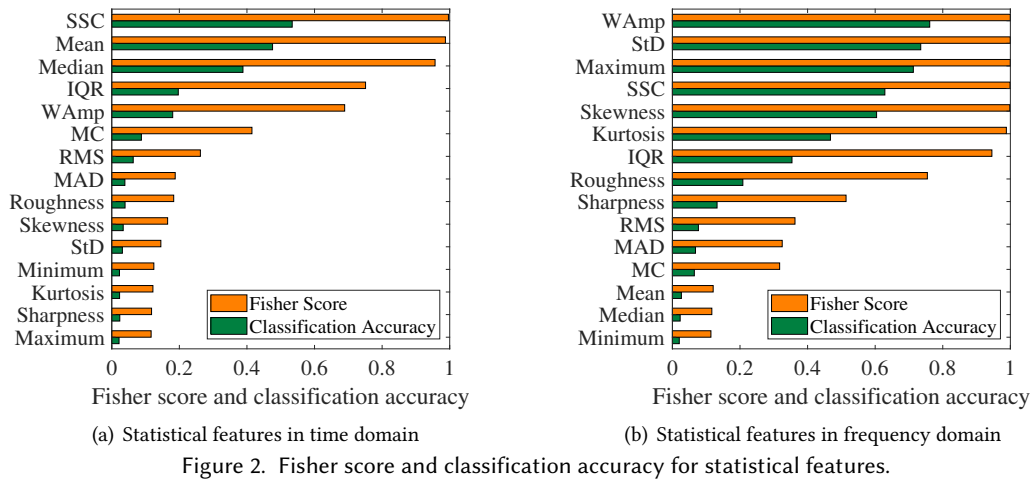 SSC
Mean
Median
IQR
WAmp
MC
RMS
MAD
Roughness
Skewness
StD
Minimum
Kurtosis
Sharpness
Maximum
Fisher Score
Classification Accuracy
0 0.2 0.4 0.6 0.8 1
Fisher score and classification accuracy
(a) Statistical features in time domain
WAmp
StD
Maximum
SSC
Skewness
Kurtosis
IQR
Roughness
Sharpness
RMS
MAD
MC
Mean
Median
Minimum
Fisher Score
Classification Accuracy
0 0.2 0.4 0.6 0.8 1
Fisher score and classification accuracy
(b) Statistical features in frequency domain
Figure 2. Fisher score and classification accuracy for statistical features.